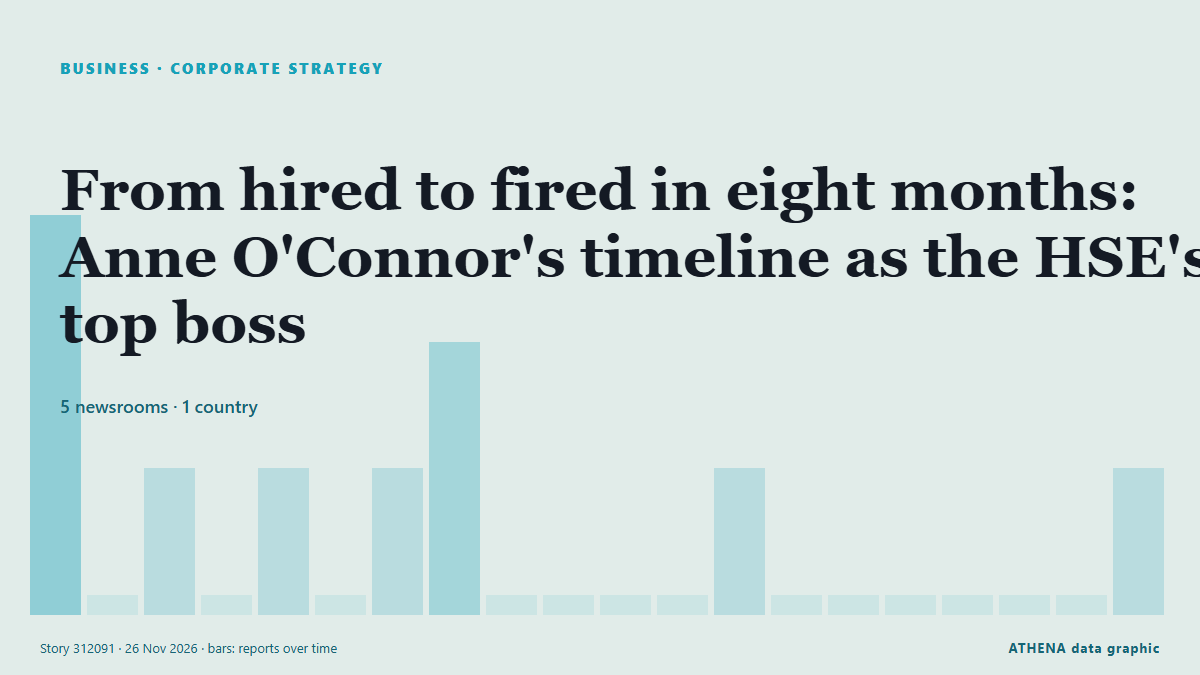 BUSINESS · CORPORATE STRATEGY
From hired to fired in eight months:
Anne O'Connor's timeline as the HSE's
top boss
5 newsrooms · 1 country
Story 312091 · 26 Nov 2026 · bars: reports over time
ATHENA data graphic